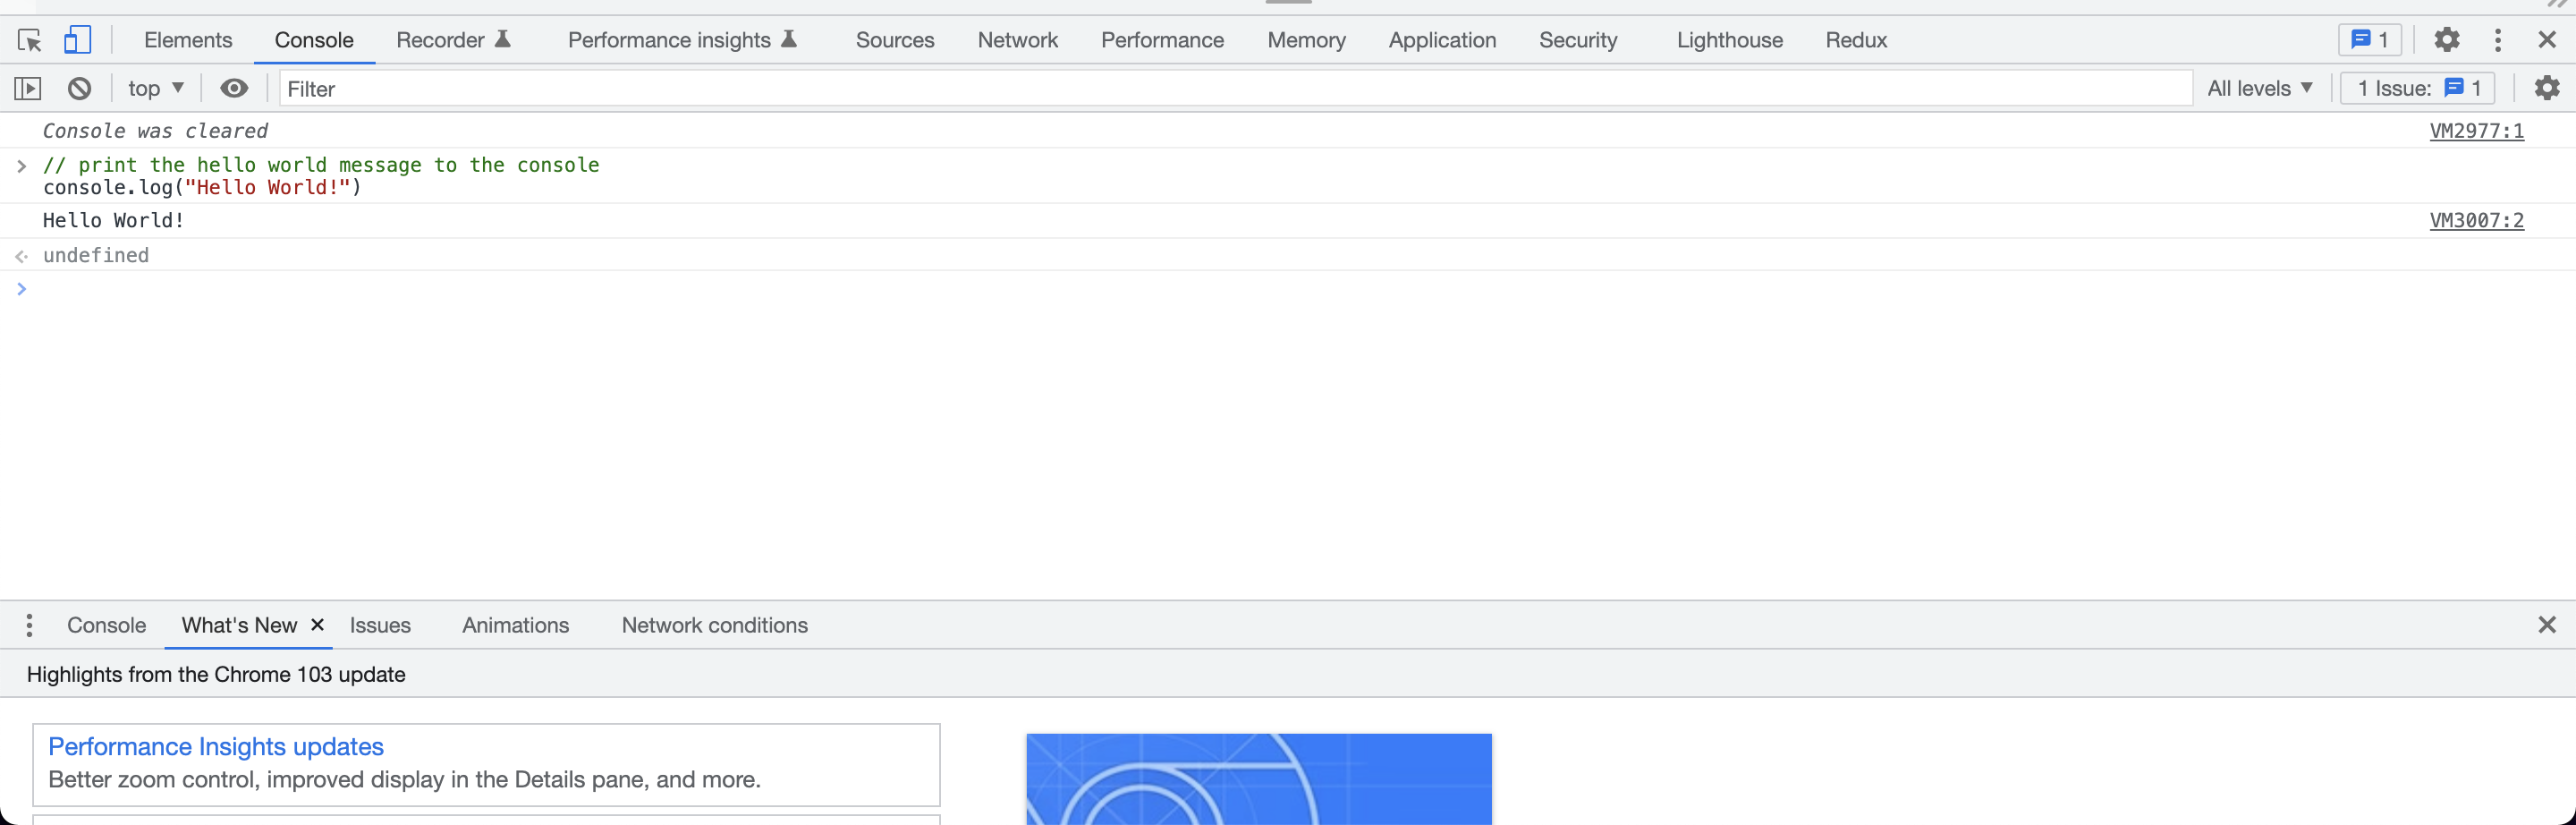 Elements Console Recorder Performance insights Sources Network Performance Memory Application Security Lighthouse Redux 1
top Filter All levels 1 Issue: 1
Console was cleared VM2977:1
// print the hello world message to the console
console.log("Hello World!")
Hello World! VM3007:2
undefined
Console What's New Issues Animations Network conditions
Highlights from the Chrome 103 update
Performance Insights updates
Better zoom control, improved display in the Details pane, and more.